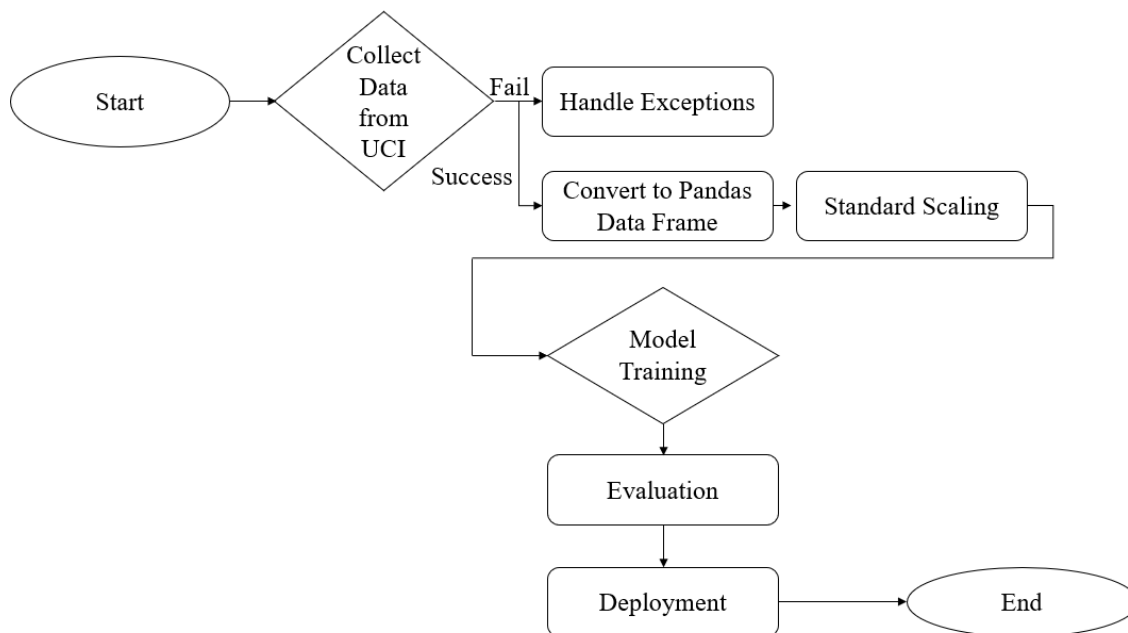 Start
Collect
Data
from
UCI
Fail
Handle Exceptions
Success
Convert to Pandas
Data Frame
Standard Scaling
Model
Training
Evaluation
Deployment
End